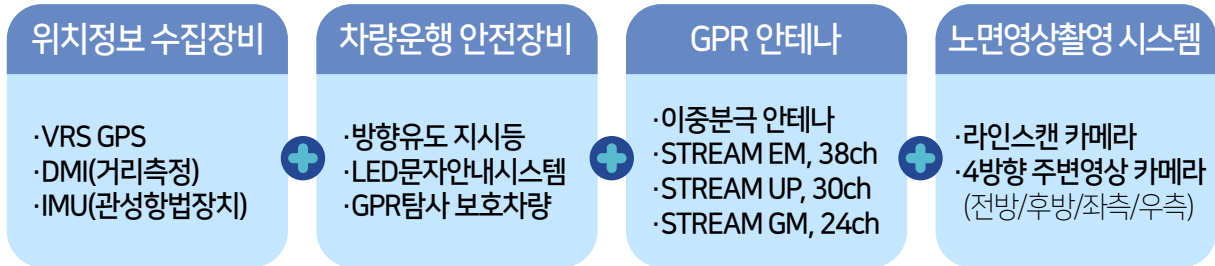 위치정보 수집장비
·VRS GPS
·DMI(거리측정)
·IMU(관성항법장치)
차량운행 안전장비
·방향유도 지시등
·LED문자안내시스템
·GPR탐사 보호차량
GPR 안테나
·이중분극 안테나
·STREAM EM, 38ch
·STREAM UP, 30ch
·STREAM GM, 24ch
노면영상촬영 시스템
·라인스캔 카메라
·4방향 주변영상 카메라
(전방/후방/좌측/우측)